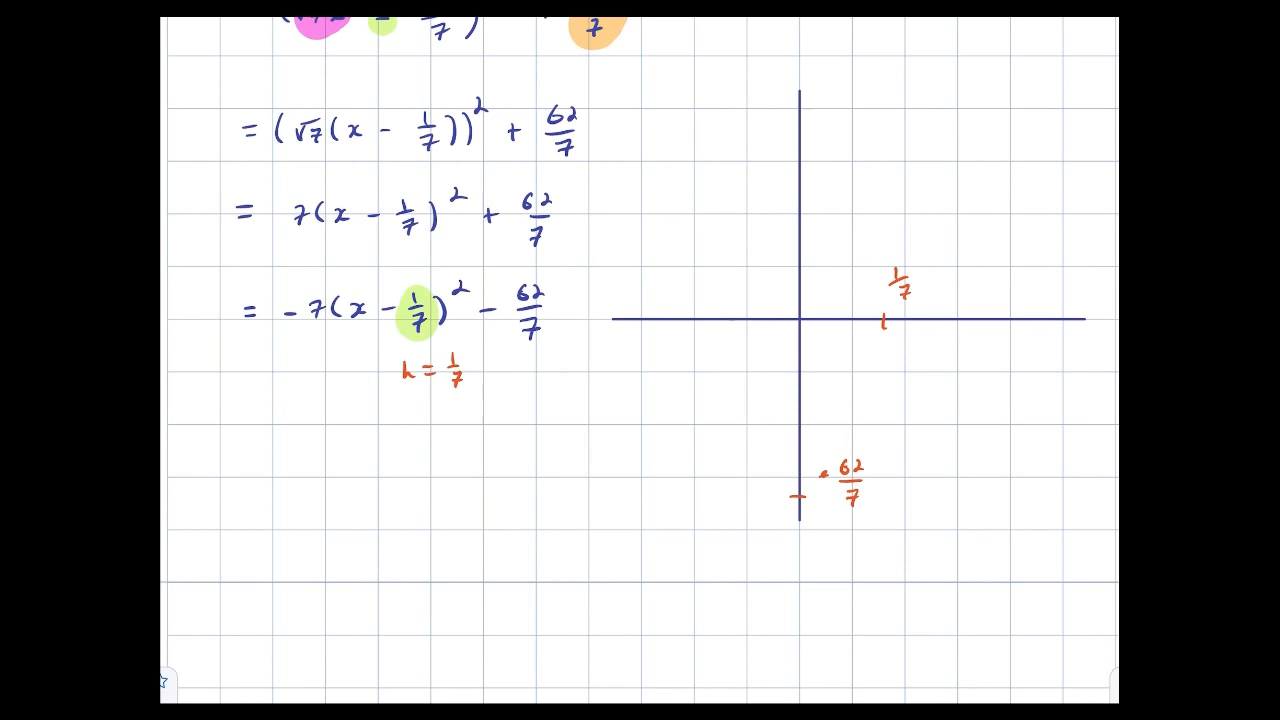 = (√7(x - 1/7))² + 62/7
= 7(x - 1/7)² + 62/7
= - 7(x - 1/7)² - 62/7
h = 1/7
1/7
- 62/7